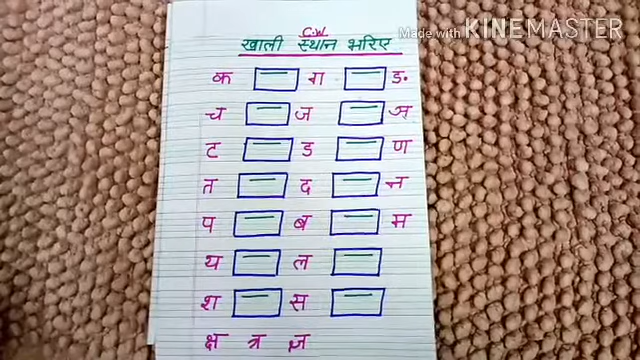 Made with KINEMASTER
C.W.
खाली स्थान भरिए
क ग ङ
च ज ञ
ट ड ण
त द न
प ब म
य ल
श स
क्ष त्र ज्ञ